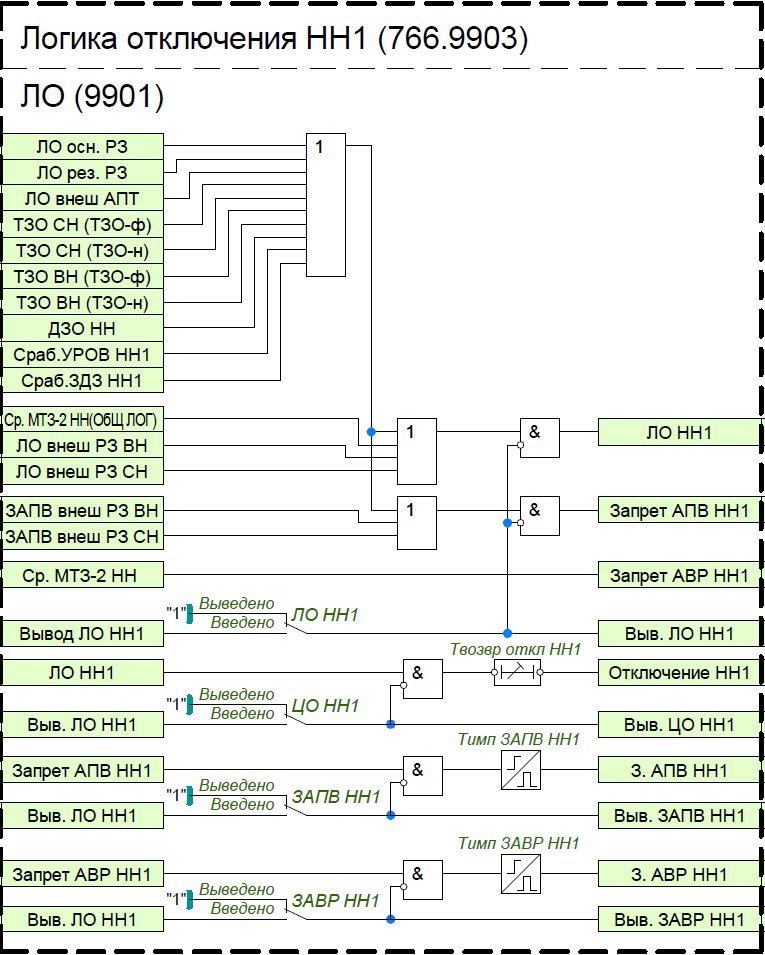 Логика отключения НН1 (766.9903)
ЛО (9901)
ЛО осн. РЗ
1
ЛО рез. РЗ
ЛО внеш АПТ
ТЗО СН (ТЗО-ф)
ТЗО СН (ТЗО-н)
ТЗО ВН (ТЗО-ф)
ТЗО ВН (ТЗО-н)
ДЗО НН
Сраб.УРОВ НН1
Сраб.ЗДЗ НН1
Ср. МТЗ-2 НН(ОбЩ ЛОГ)
1
&
ЛО НН1
ЛО внеш РЗ ВН
ЛО внеш РЗ СН
ЗАПВ внеш РЗ ВН
1
&
Запрет АПВ НН1
ЗАПВ внеш РЗ СН
Ср. МТЗ-2 НН
Запрет АВР НН1
"1"
Выведено
Введено
ЛО НН1
Вывод ЛО НН1
Выв. ЛО НН1
Твозвр откл НН1
ЛО НН1
&
Отключение НН1
"1"
Выведено
Введено
ЦО НН1
Выв. ЛО НН1
Выв. ЦО НН1
Тимп ЗАПВ НН1
Запрет АПВ НН1
&
З. АПВ НН1
"1"
Выведено
Введено
ЗАПВ НН1
Выв. ЛО НН1
Выв. ЗАПВ НН1
Тимп ЗАВР НН1
Запрет АВР НН1
&
З. АВР НН1
"1"
Выведено
Введено
ЗАВР НН1
Выв. ЛО НН1
Выв. ЗАВР НН1